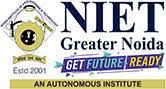 NIET
Greater Noida
GET FUTURE READY
Estd.2001
AN AUTONOMOUS INSTITUTE